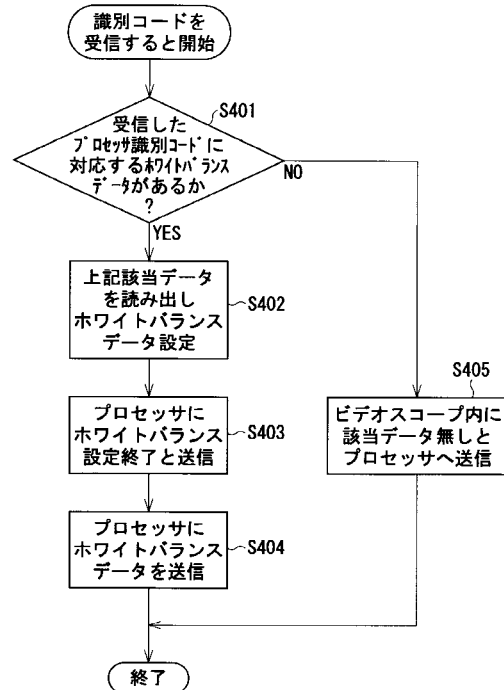 識別コードを
受信すると開始
S401
受信した
ﾌﾟﾛｾｯｻ識別ｺｰﾄﾞに
対応するﾎﾜｲﾄﾊﾞﾗﾝｽ
ﾃﾞｰﾀがあるか
?
NO
YES
上記該当データ
を読み出し
ホワイトバランス
データ設定
S402
プロセッサに
ホワイトバランス
設定終了と送信
S403
プロセッサに
ホワイトバランス
データを送信
S404
S405
ビデオスコープ内に
該当データ無しと
プロセッサへ送信
終了